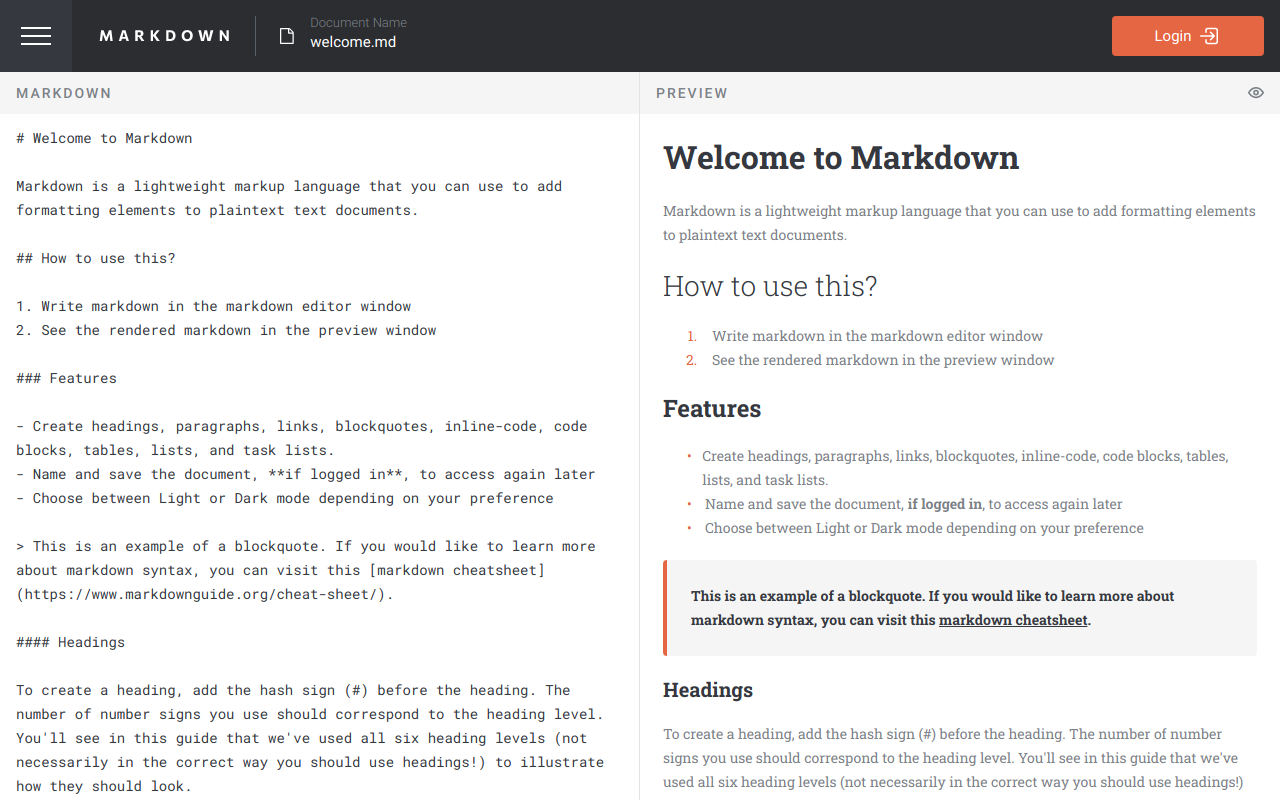 MARKDOWN
Document Name
welcome.md
Login
MARKDOWN
# Welcome to Markdown
Markdown is a lightweight markup language that you can use to add
formatting elements to plaintext text documents.
## How to use this?
1. Write markdown in the markdown editor window
2. See the rendered markdown in the preview window
### Features
- Create headings, paragraphs, links, blockquotes, inline-code, code
blocks, tables, lists, and task lists.
- Name and save the document, **if logged in**, to access again later
- Choose between Light or Dark mode depending on your preference
> This is an example of a blockquote. If you would like to learn more
about markdown syntax, you can visit this [markdown cheatsheet]
(https://www.markdownguide.org/cheat-sheet/).
#### Headings
To create a heading, add the hash sign (#) before the heading. The
number of number signs you use should correspond to the heading level.
You'll see in this guide that we've used all six heading levels (not
necessarily in the correct way you should use headings!) to illustrate
how they should look.
PREVIEW
Welcome to Markdown
Markdown is a lightweight markup language that you can use to add formatting elements
to plaintext text documents.
How to use this?
1. Write markdown in the markdown editor window
2. See the rendered markdown in the preview window
Features
• Create headings, paragraphs, links, blockquotes, inline-code, code blocks, tables,
lists, and task lists.
• Name and save the document, if logged in, to access again later
• Choose between Light or Dark mode depending on your preference
This is an example of a blockquote. If you would like to learn more about
markdown syntax, you can visit this markdown cheatsheet.
Headings
To create a heading, add the hash sign (#) before the heading. The number of number
signs you use should correspond to the heading level. You'll see in this guide that we've
used all six heading levels (not necessarily in the correct way you should use headings!)